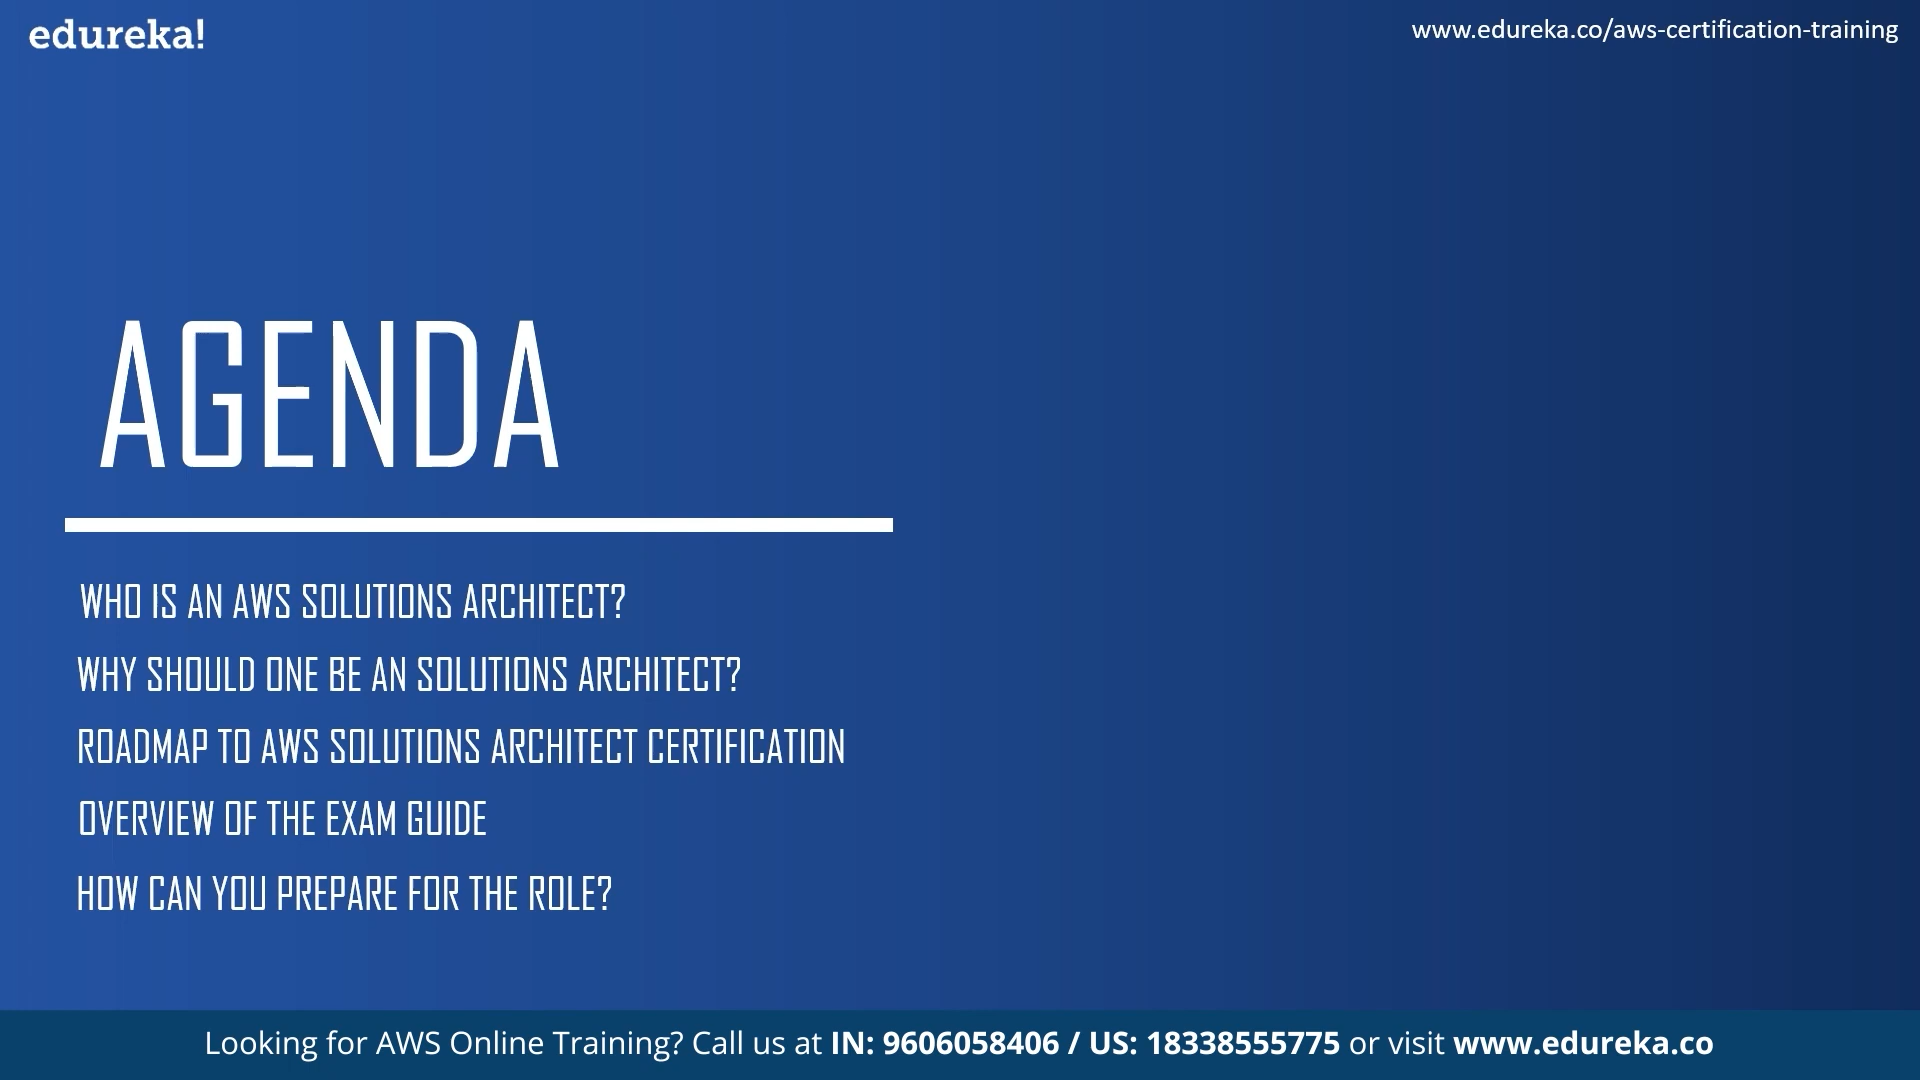 edureka!
www.edureka.co/aws-certification-training
AGENDA
WHO IS AN AWS SOLUTIONS ARCHITECT?
WHY SHOULD ONE BE AN SOLUTIONS ARCHITECT?
ROADMAP TO AWS SOLUTIONS ARCHITECT CERTIFICATION
OVERVIEW OF THE EXAM GUIDE
HOW CAN YOU PREPARE FOR THE ROLE?
Looking for AWS Online Training? Call us at IN: 9606058406 / US: 18338555775 or visit www.edureka.co